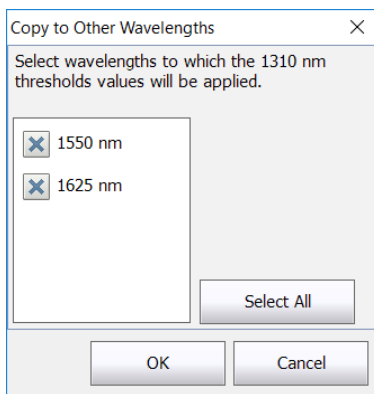 Copy to Other Wavelengths
Select wavelengths to which the 1310 nm
thresholds values will be applied.
1550 nm
1625 nm
Select All
OK
Cancel